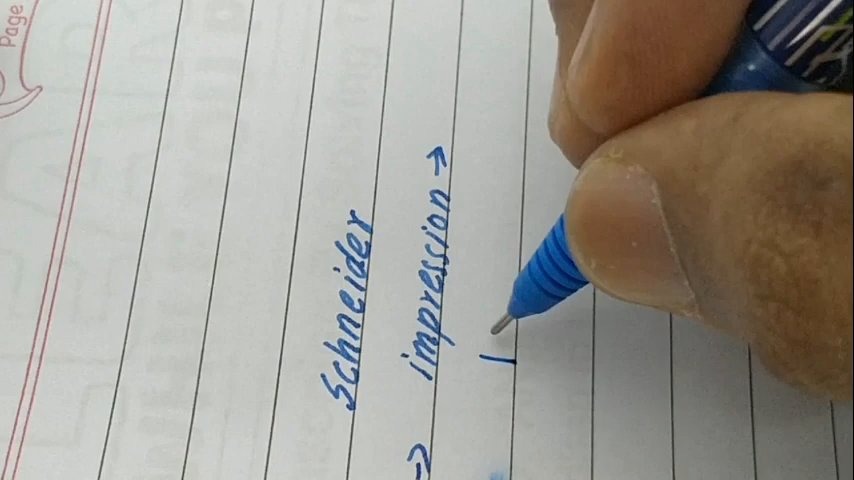 Page
Schneider
→ impression →